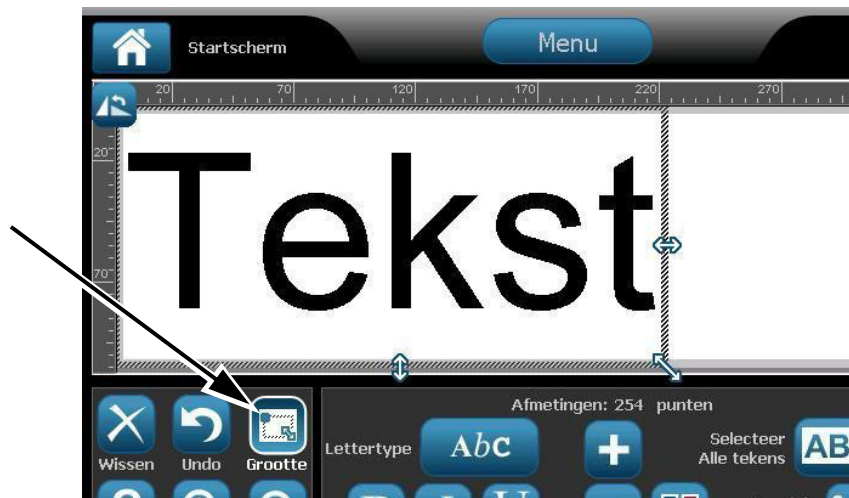 Startscherm
Menu
20 70 120 170 220 270
20
70
Tekst
Afmetingen: 254 punten
Lettertype
Abc
Selecteer
Alle tekens
AB
Wissen
Undo
Grootte